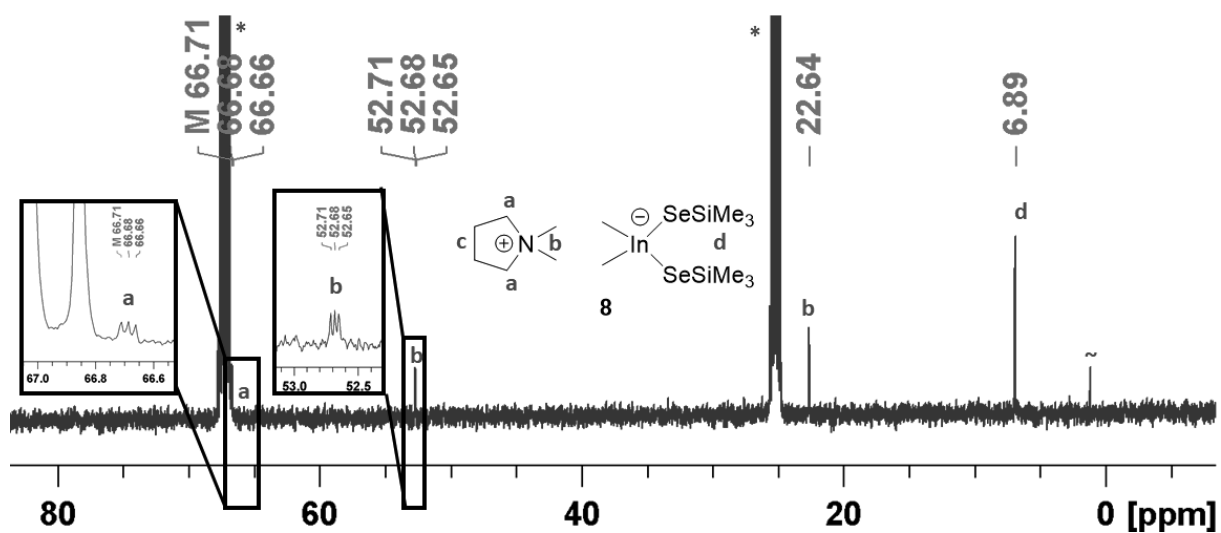 *
*
M 66.71
66.68
66.66
52.71
52.68
52.65
22.64
6.89
M 66.71
66.68
66.66
a
67.0 66.8 66.6
52.71
52.68
52.65
b
53.0 52.5
a
c
⊕
N
b
a
⊖
In
SeSiMe3
d
SeSiMe3
8
a
b
b
d
~
80 60 40 20 0 [ppm]